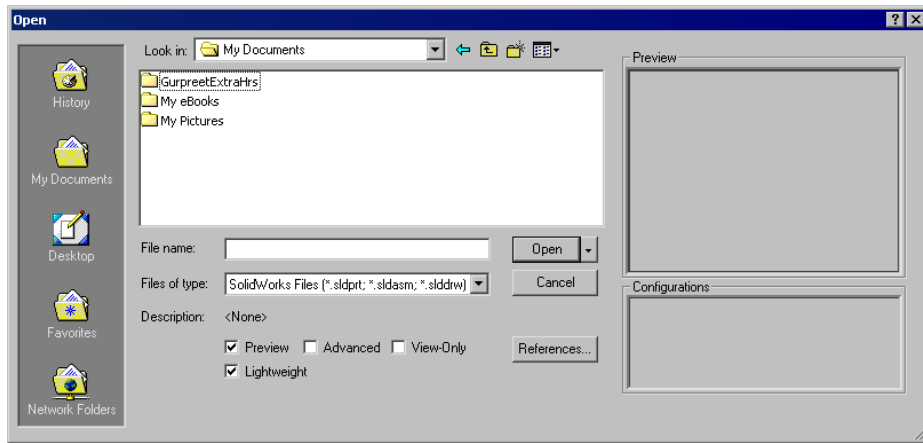 Open
Look in: My Documents
History
My Documents
Desktop
Favorites
Network Folders
GurpreetExtraHrs
My eBooks
My Pictures
File name:
Open
Files of type: SolidWorks Files (*.sldprt; *.sldasm; *.slddrw)
Cancel
Description: <None>
Preview Advanced View-Only
References...
Lightweight
Preview
Configurations